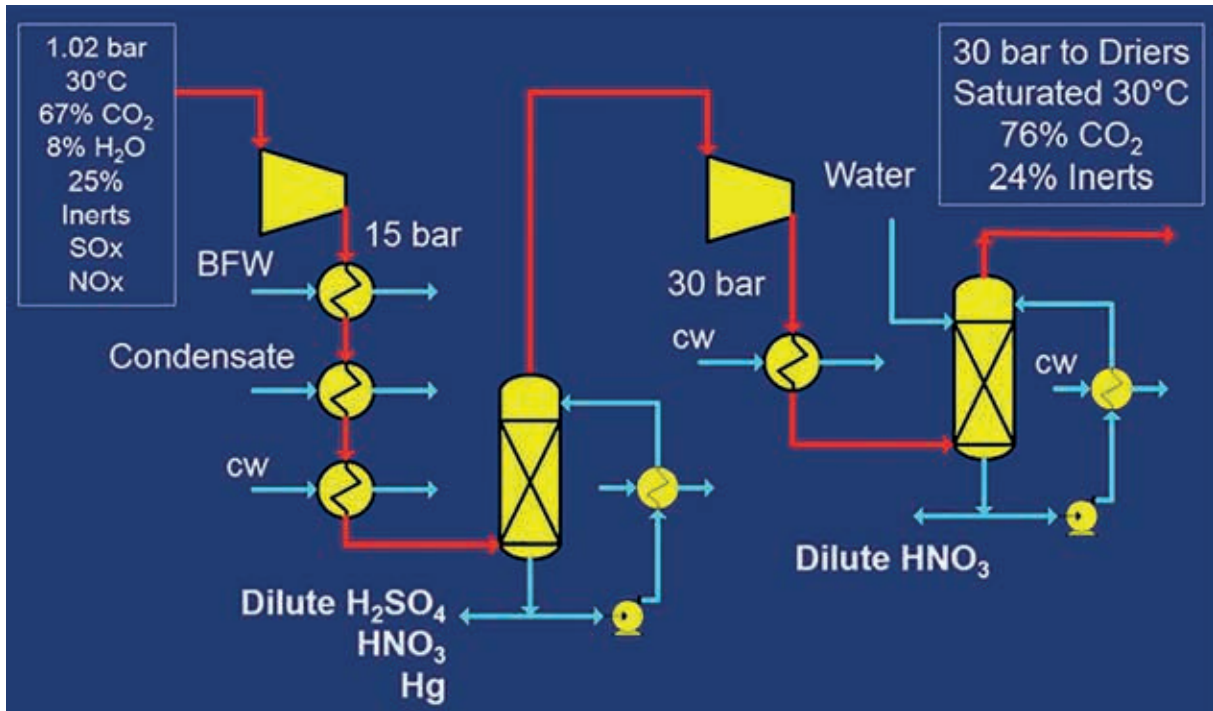 1.02 bar
30°C
67% CO₂
8% H₂O
25%
Inerts
SOx
NOx
15 bar
BFW
Condensate
cw
Dilute H₂SO₄
HNO₃
Hg
30 bar
cw
Water
30 bar to Driers
Saturated 30°C
76% CO₂
24% Inerts
cw
Dilute HNO₃